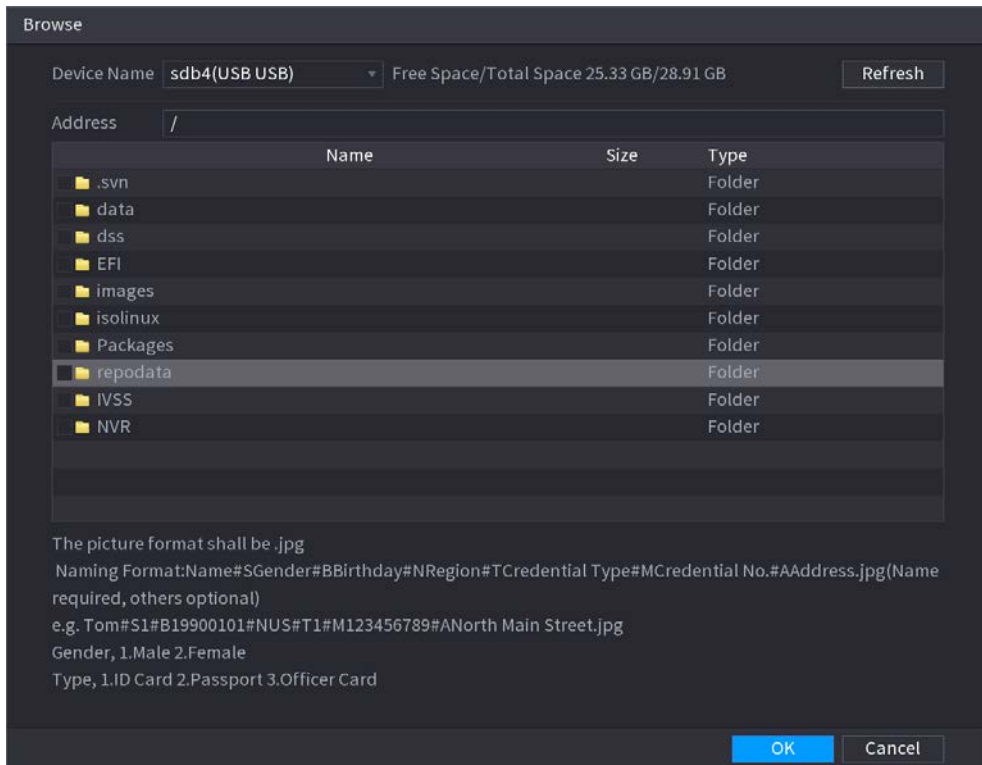 Browse
Device Name sdb4(USB USB) Free Space/Total Space 25.33 GB/28.91 GB Refresh
Address /
Name Size Type
.svn Folder
data Folder
dss Folder
EFI Folder
images Folder
isolinux Folder
Packages Folder
repodata Folder
IVSS Folder
NVR Folder
The picture format shall be .jpg
Naming Format:Name#SGender#BBirthday#NRegion#TCredential Type#MCredential No.#AAddress.jpg(Name
required, others optional)
e.g. Tom#S1#B19900101#NUS#T1#M123456789#ANorth Main Street.jpg
Gender, 1.Male 2.Female
Type, 1.ID Card 2.Passport 3.Officer Card
OK Cancel